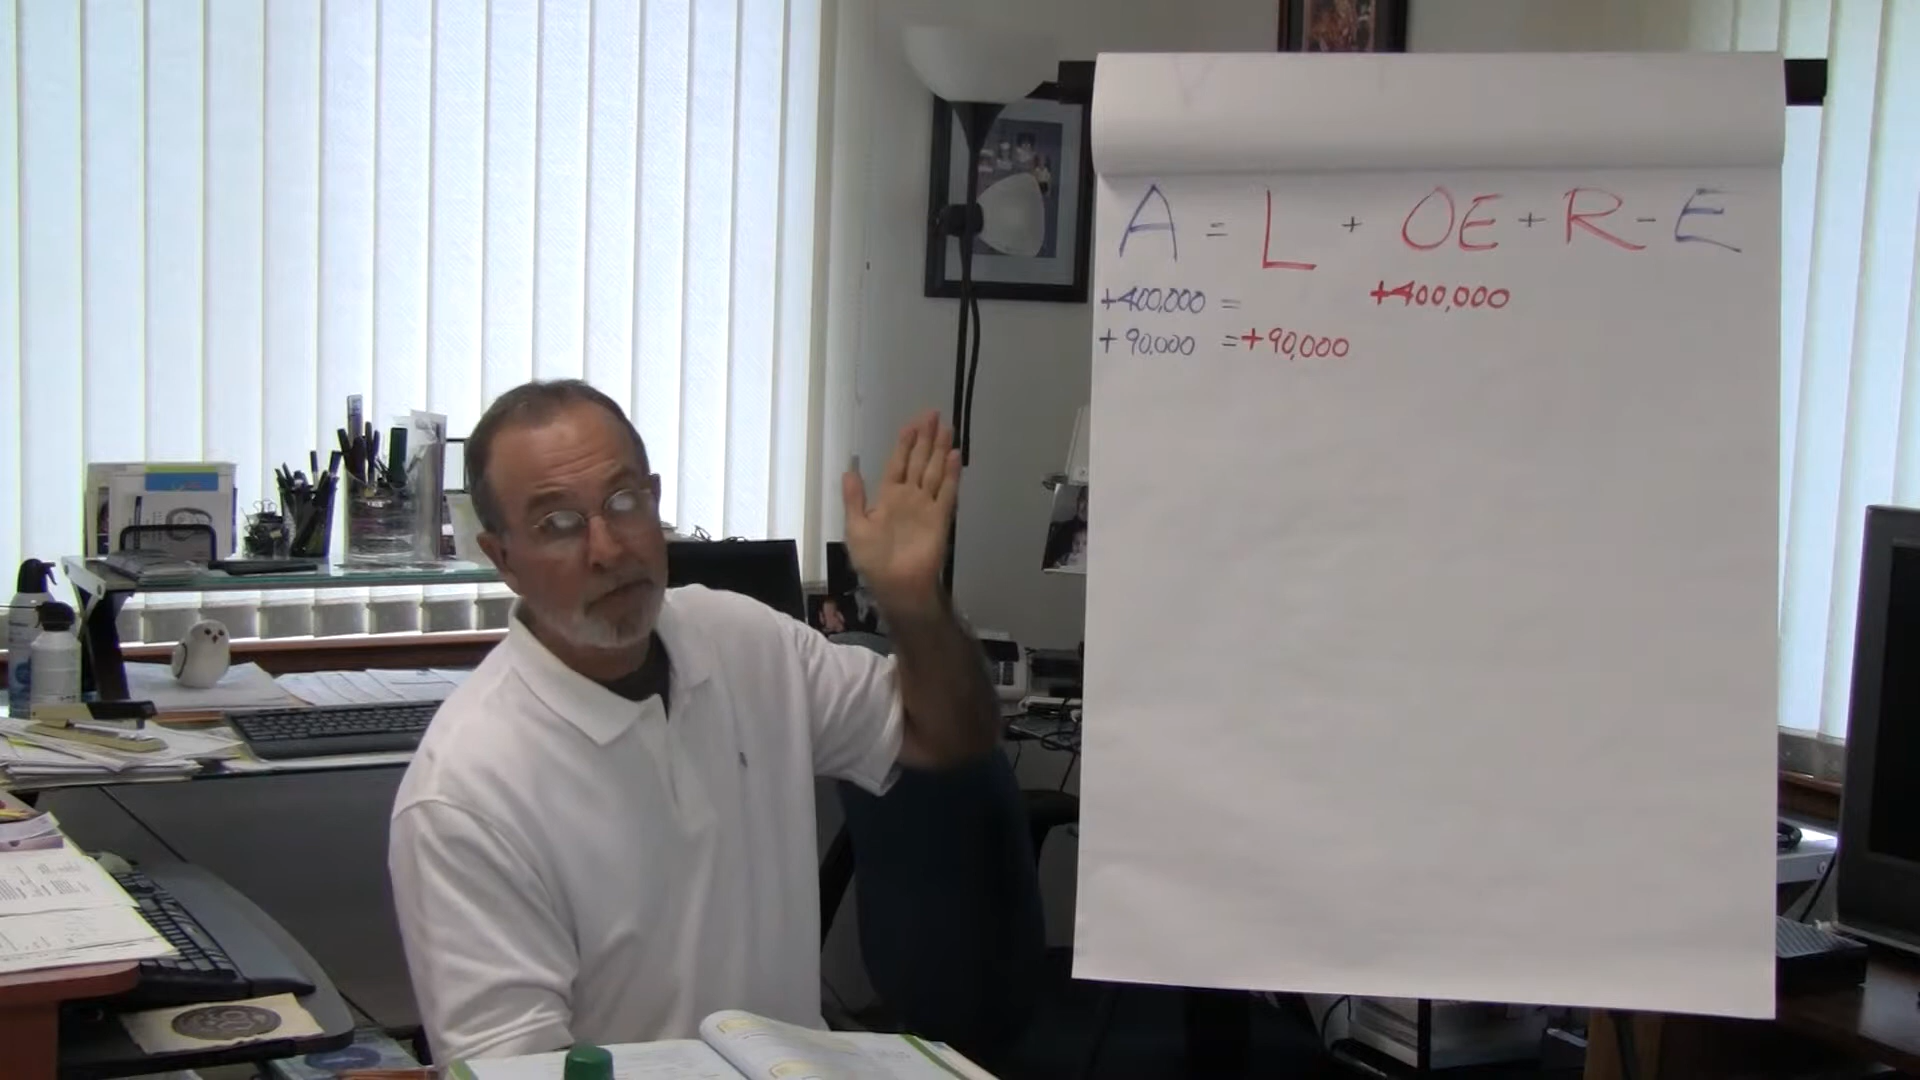 A = L + OE + R - E
+400,000 = +400,000
+90,000 = +90,000